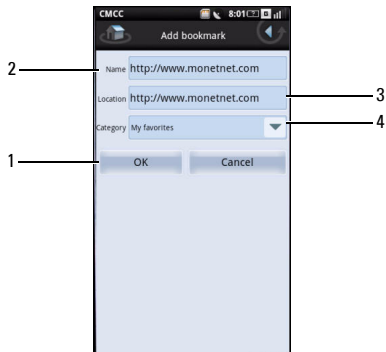 CMCC 8:01
Add bookmark
2 Name http://www.monetnet.com
Location http://www.monetnet.com 3
Category My favorites 4
1 OK Cancel